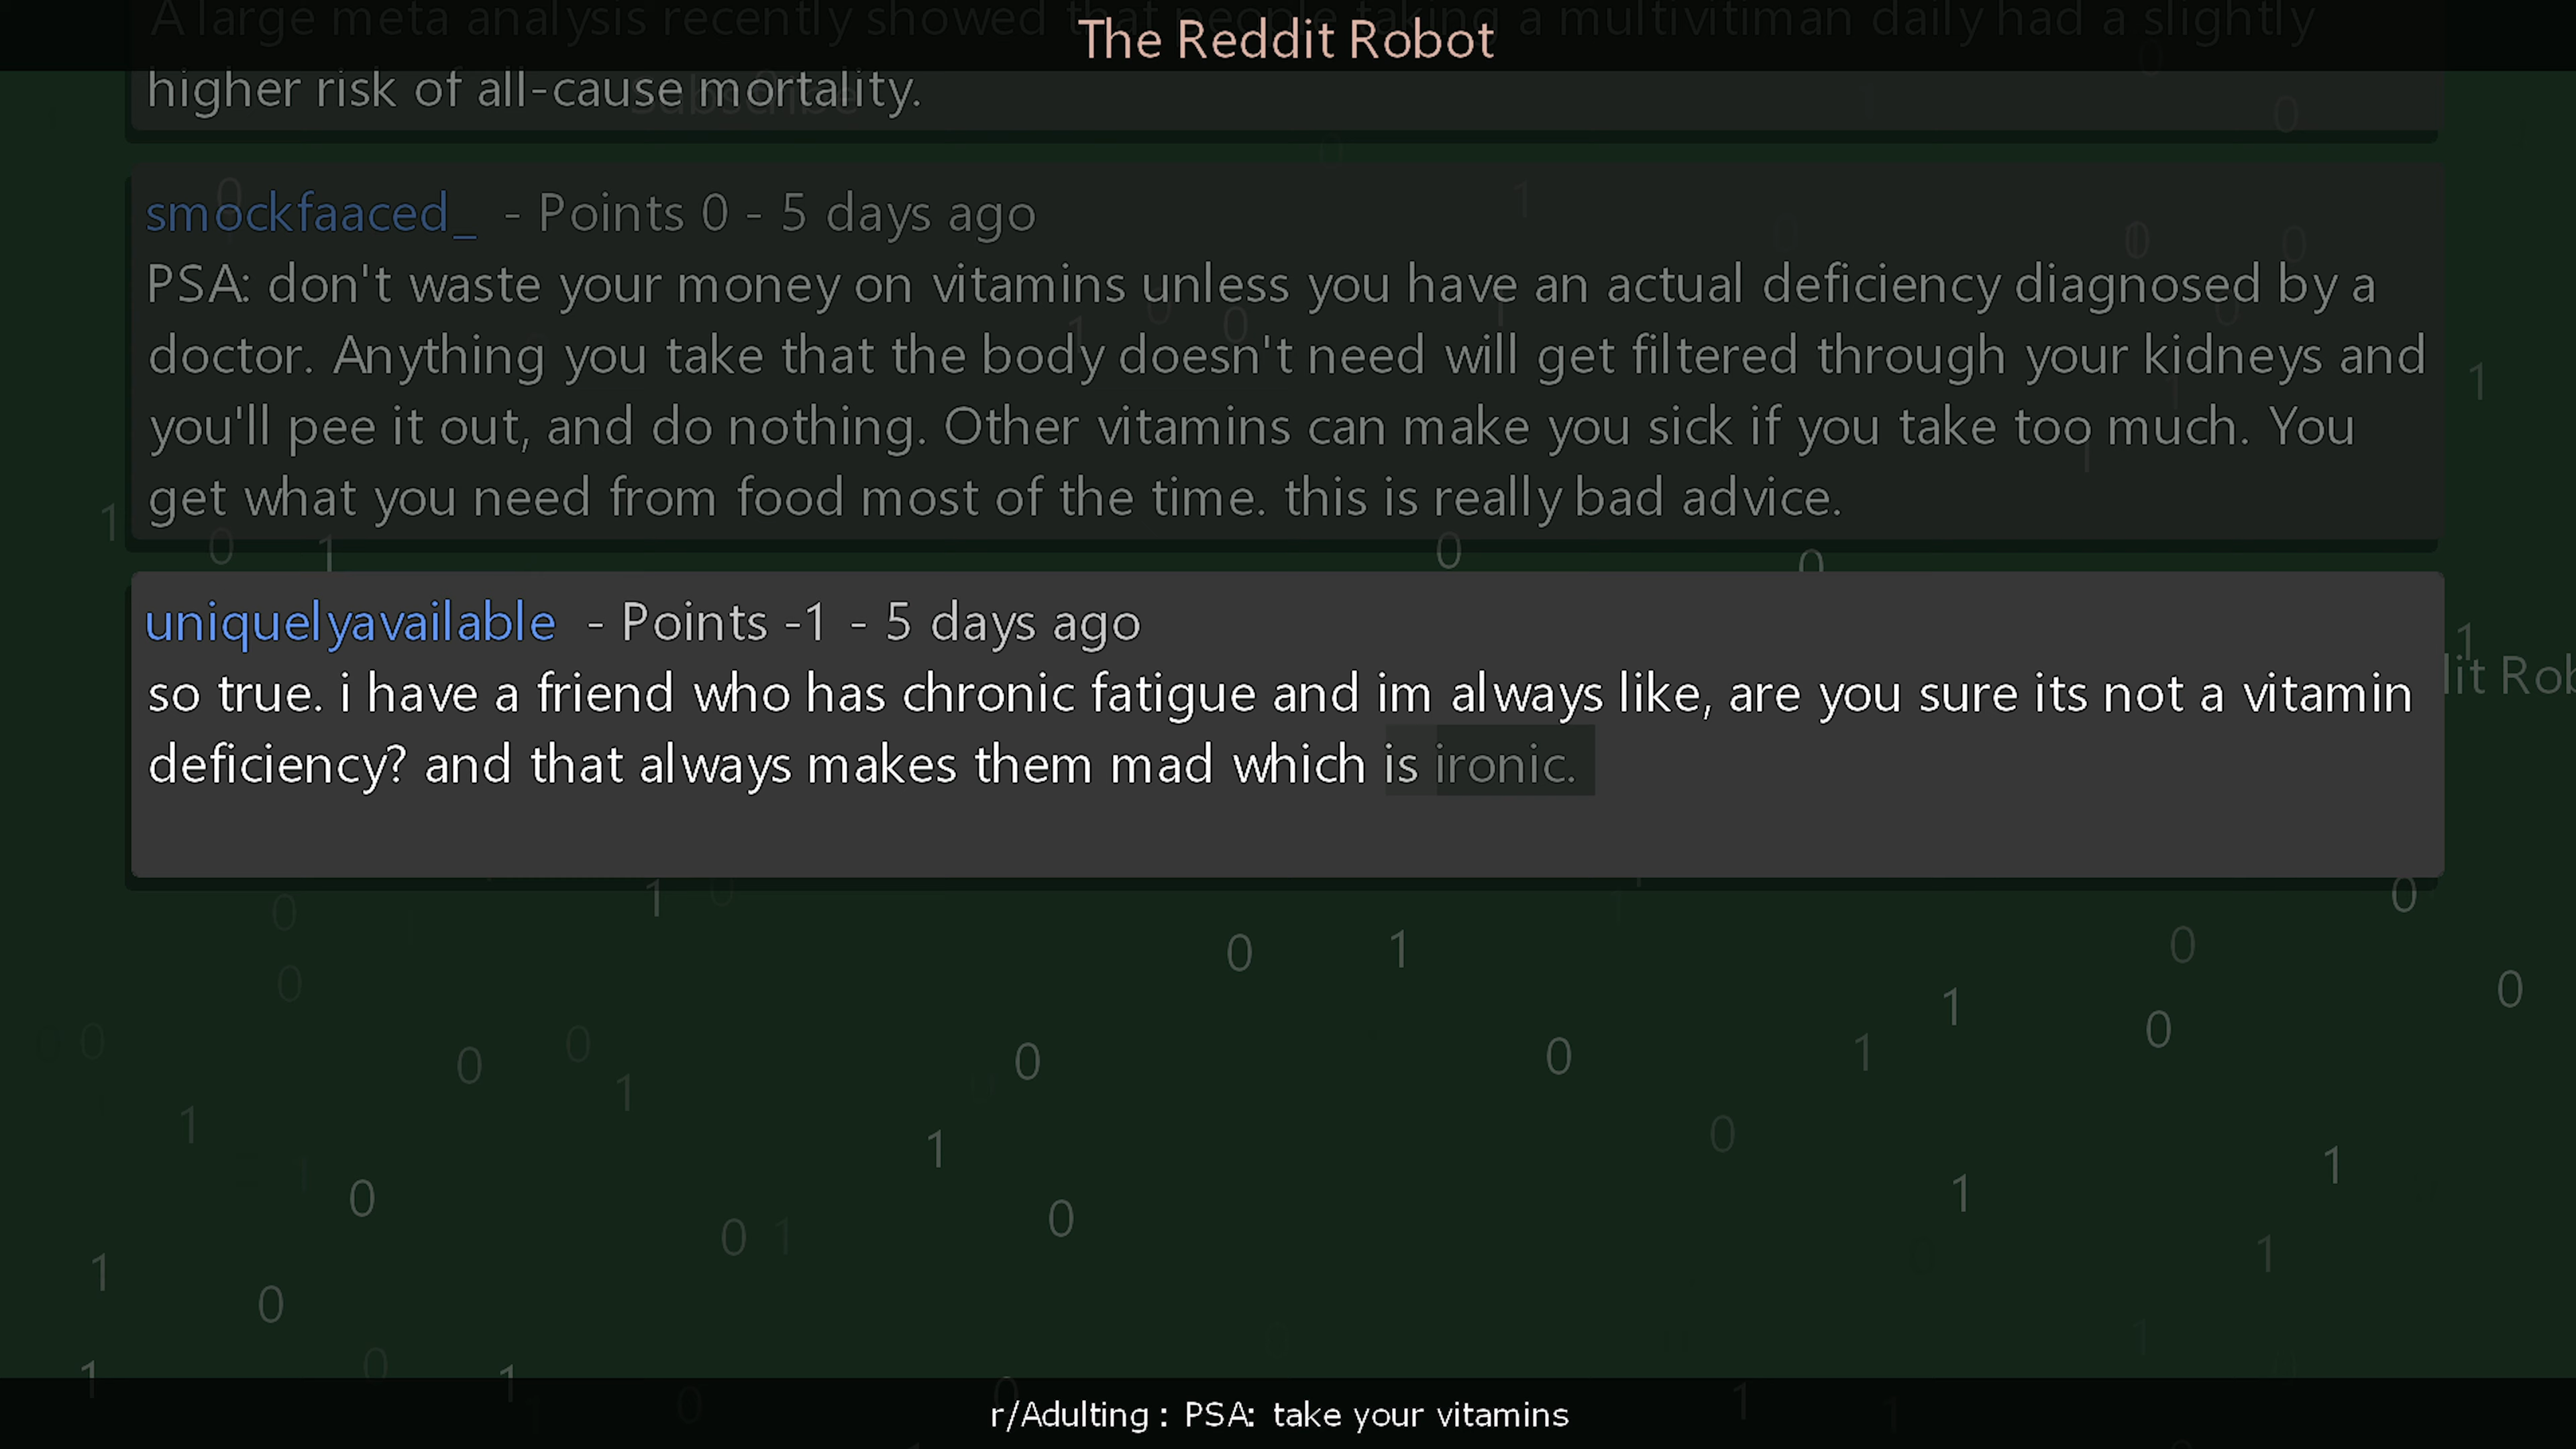 A large meta analysis recently showed that people taking a multivitiman daily had a slightly
The Reddit Robot
higher risk of all-cause mortality.
Subscribe
smockfaaced_ - Points 0 - 5 days ago
PSA: don't waste your money on vitamins unless you have an actual deficiency diagnosed by a
doctor. Anything you take that the body doesn't need will get filtered through your kidneys and
you'll pee it out, and do nothing. Other vitamins can make you sick if you take too much. You
get what you need from food most of the time. this is really bad advice.
uniquelyavailable - Points -1 - 5 days ago
so true. i have a friend who has chronic fatigue and im always like, are you sure its not a vitamin
deficiency? and that always makes them mad which is ironic.
r/Adulting : PSA: take your vitamins